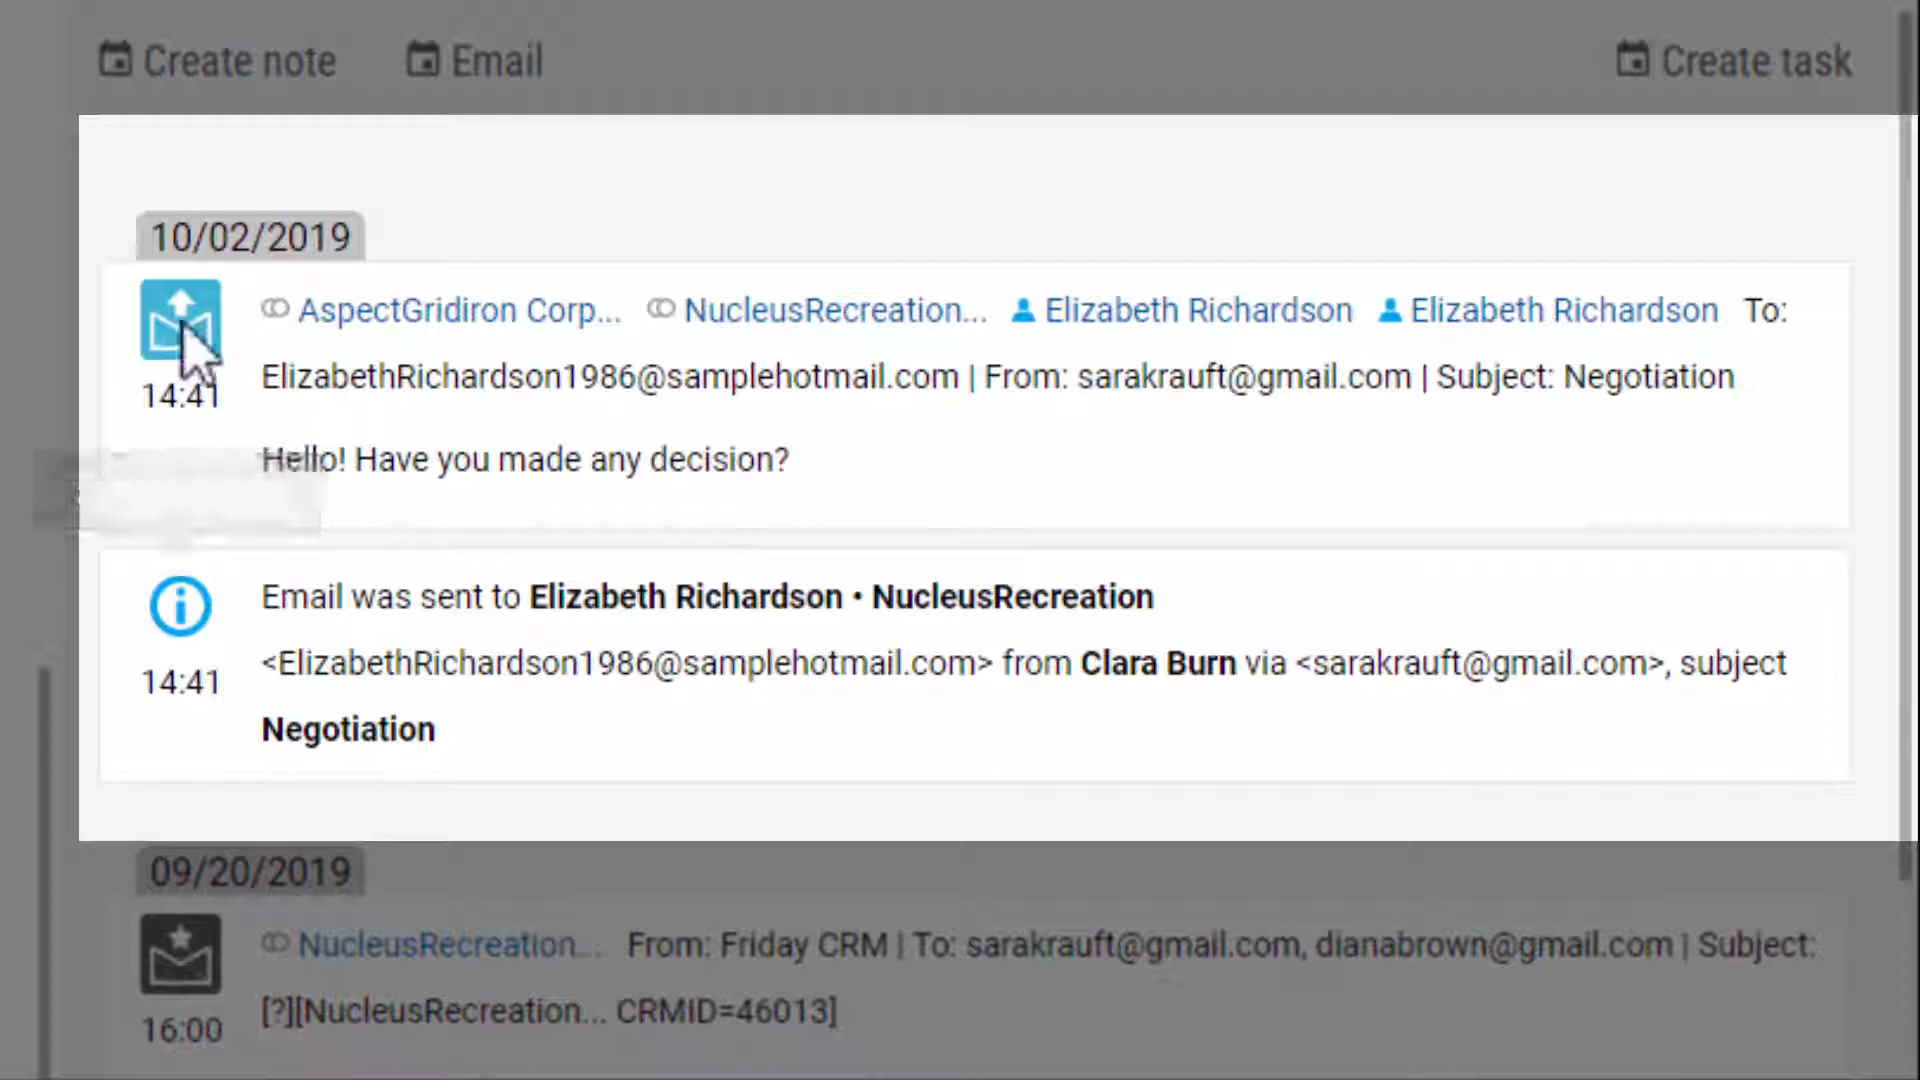 Create note Email Create task
10/02/2019
AspectGridiron Corp... NucleusRecreation... Elizabeth Richardson Elizabeth Richardson To:
ElizabethRichardson1986@samplehotmail.com | From: sarakrauft@gmail.com | Subject: Negotiation
14:41
Hello! Have you made any decision?
Email was sent to Elizabeth Richardson • NucleusRecreation
<ElizabethRichardson1986@samplehotmail.com> from Clara Burn via <sarakrauft@gmail.com>, subject
14:41
Negotiation
09/20/2019
NucleusRecreation... From: Friday CRM | To: sarakrauft@gmail.com, dianabrown@gmail.com | Subject:
[?][NucleusRecreation... CRMID=46013]
16:00